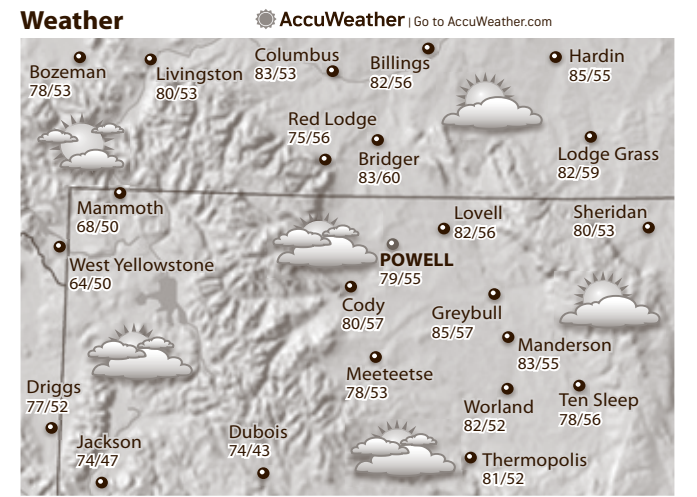 Weather
AccuWeather | Go to AccuWeather.com
Bozeman
78/53
Livingston
80/53
Columbus
83/53
Billings
82/56
Hardin
85/55
Red Lodge
75/56
Bridger
83/60
Lodge Grass
82/59
Mammoth
68/50
Lovell
82/56
Sheridan
80/53
West Yellowstone
64/50
POWELL
79/55
Cody
80/57
Greybull
85/57
Manderson
83/55
Meeteetse
78/53
Driggs
77/52
Worland
82/52
Ten Sleep
78/56
Jackson
74/47
Dubois
74/43
Thermopolis
81/52